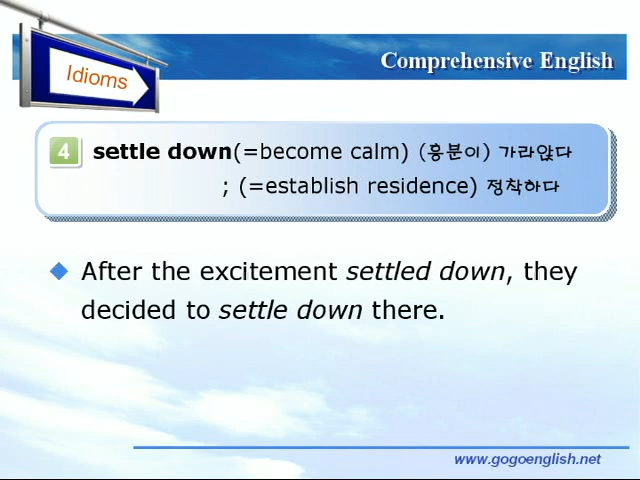 Comprehensive English
Idioms
4 settle down(=become calm) (흥분이) 가라앉다
; (=establish residence) 정착하다
After the excitement settled down, they
decided to settle down there.
www.gogoenglish.net